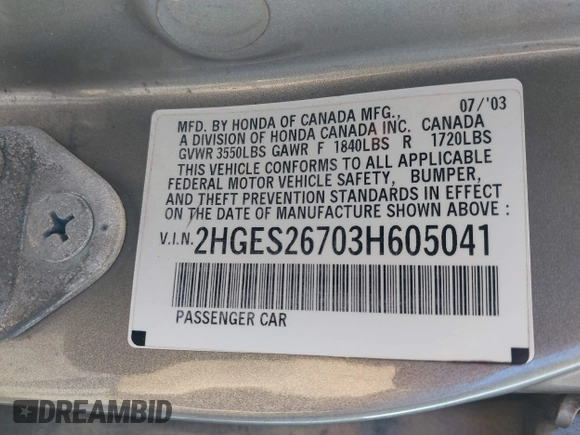 07/'03
MFD. BY HONDA OF CANADA MFG.,
A DIVISION OF HONDA CANADA INC. CANADA
GVWR 3550LBS GAWR F 1840LBS R 1720LBS
THIS VEHICLE CONFORMS TO ALL APPLICABLE
FEDERAL MOTOR VEHICLE SAFETY, BUMPER,
AND THEFT PREVENTION STANDARDS IN EFFECT
ON THE DATE OF MANUFACTURE SHOWN ABOVE :
V.I.N. 2HGES26703H605041
PASSENGER CAR
DREAMBID